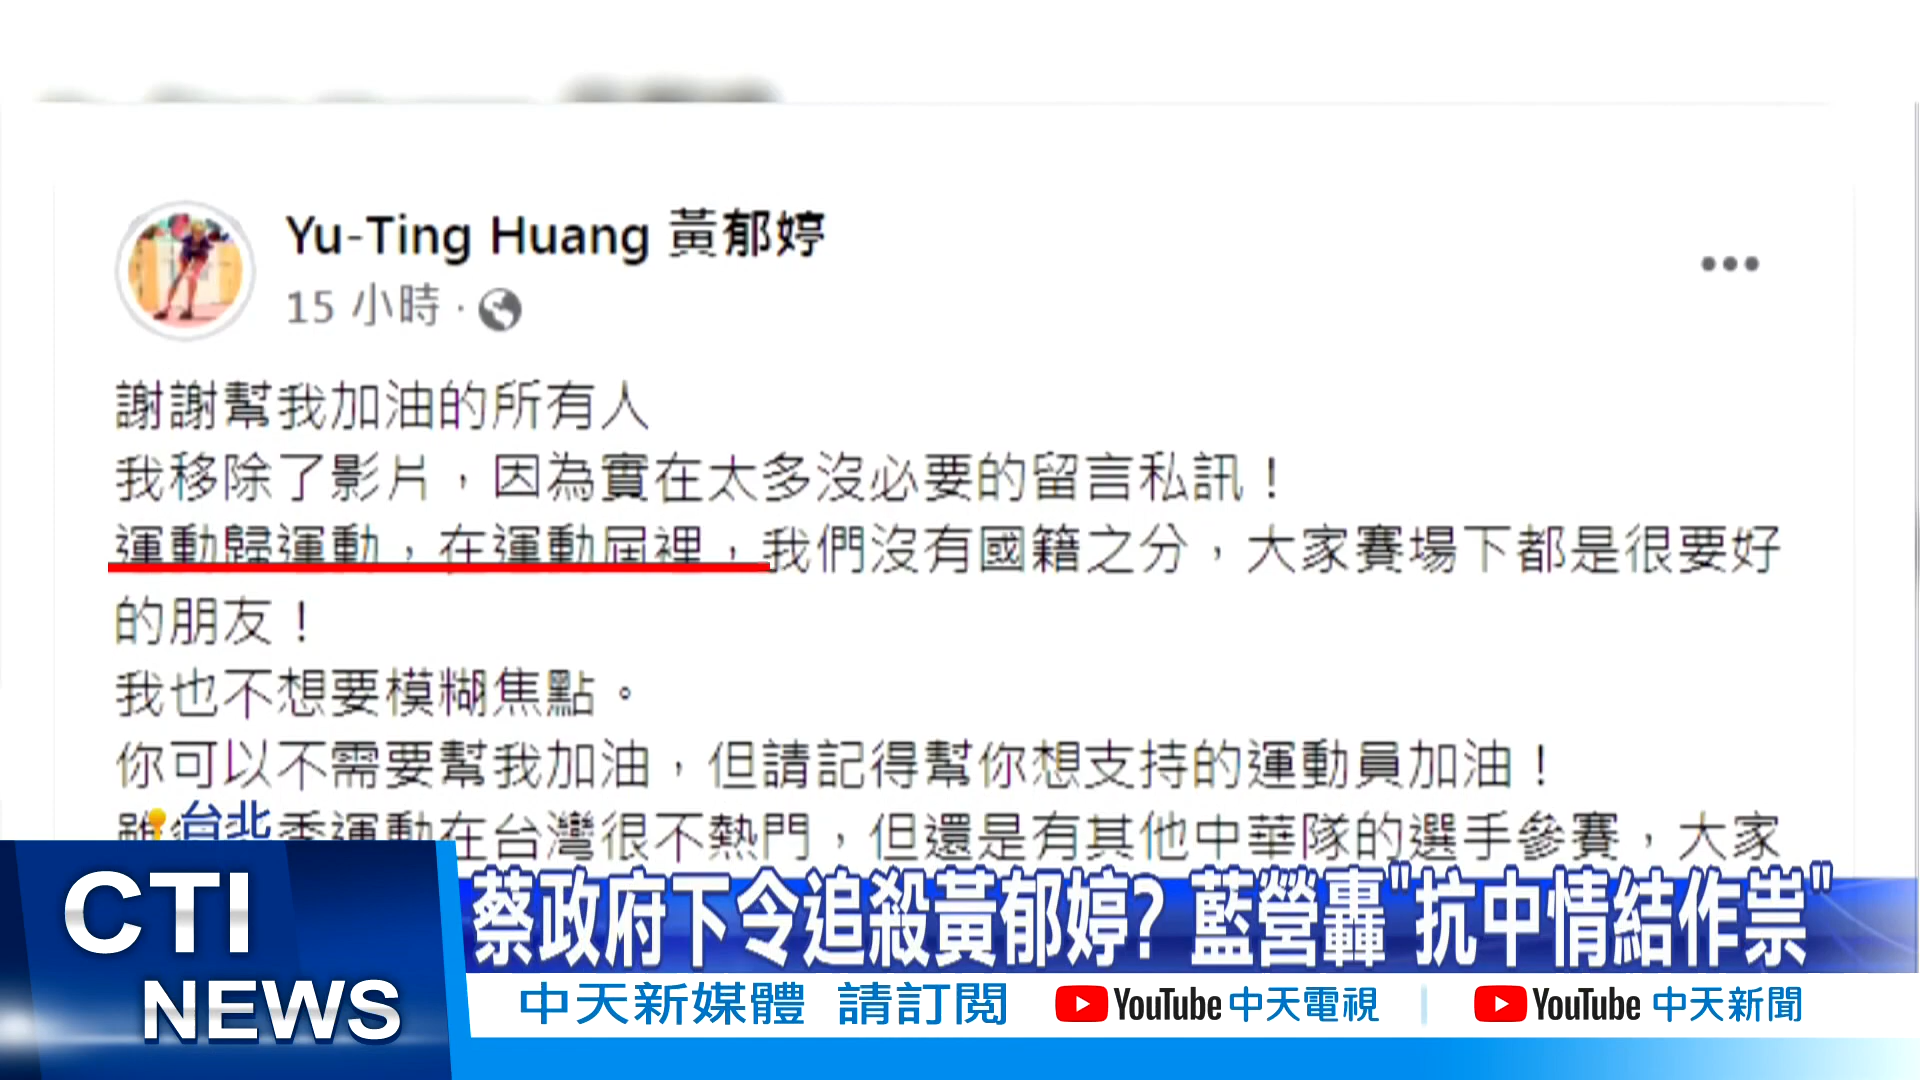 Yu-Ting Huang 黃郁婷
15 小時
謝謝幫我加油的所有人
我移除了影片，因為實在太多沒必要的留言私訊！
運動歸運動，在運動屆裡，我們沒有國籍之分，大家賽場下都是很要好
的朋友！
我也不想要模糊焦點。
你可以不需要幫我加油，但請記得幫你想支持的運動員加油！
季運動在台灣很不熱門，但還是有其他中華隊的選手參賽，大家
台北
CTI
NEWS
蔡政府下令追殺黃郁婷? 藍營轟"抗中情結作祟"
中天新媒體 請訂閱 YouTube 中天電視 | YouTube 中天新聞